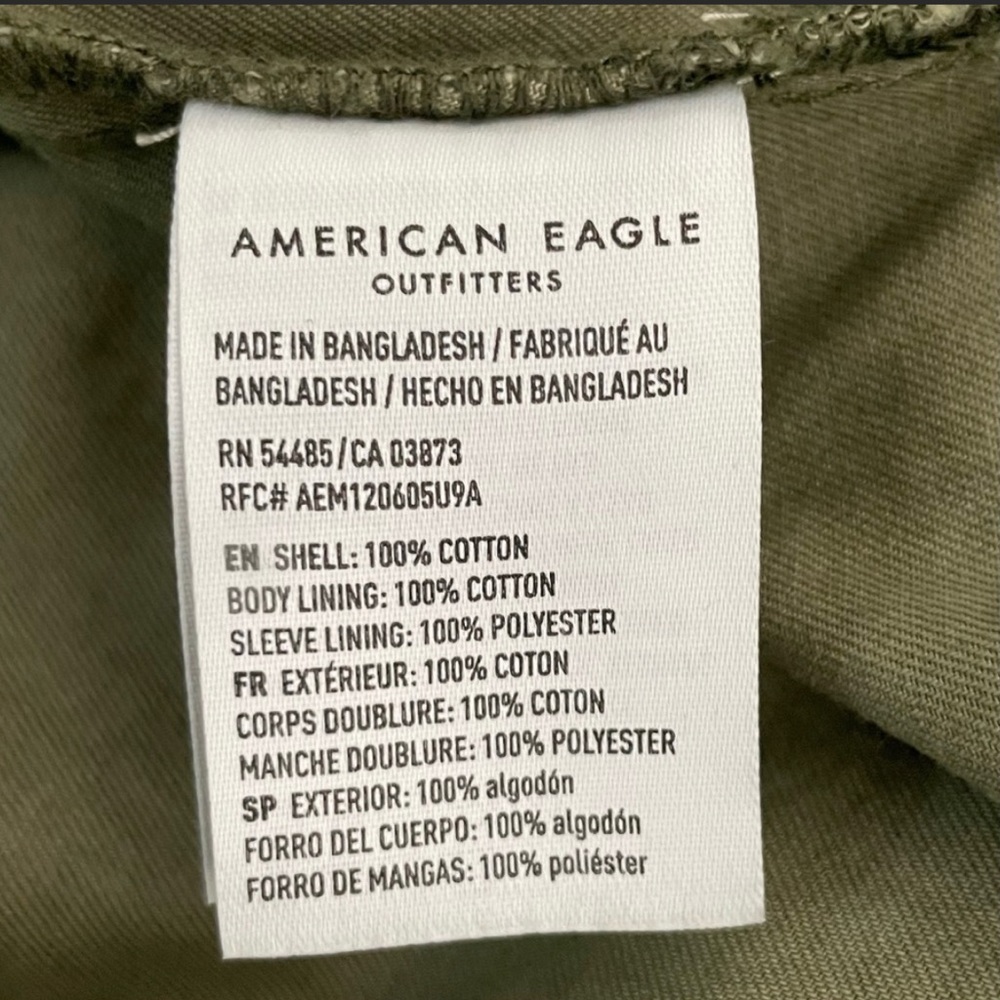 AMERICAN EAGLE
OUTFITTERS
MADE IN BANGLADESH / FABRIQUÉ AU
BANGLADESH / HECHO EN BANGLADESH
RN 54485/CA 03873
RFC# AEM120605U9A
EN SHELL: 100% COTTON
BODY LINING: 100% COTTON
SLEEVE LINING: 100% POLYESTER
FR EXTÉRIEUR: 100% COTON
CORPS DOUBLURE: 100% COTON
MANCHE DOUBLURE: 100% POLYESTER
SP EXTERIOR: 100% algodón
FORRO DEL CUERPO: 100% algodón
FORRO DE MANGAS: 100% poliéster